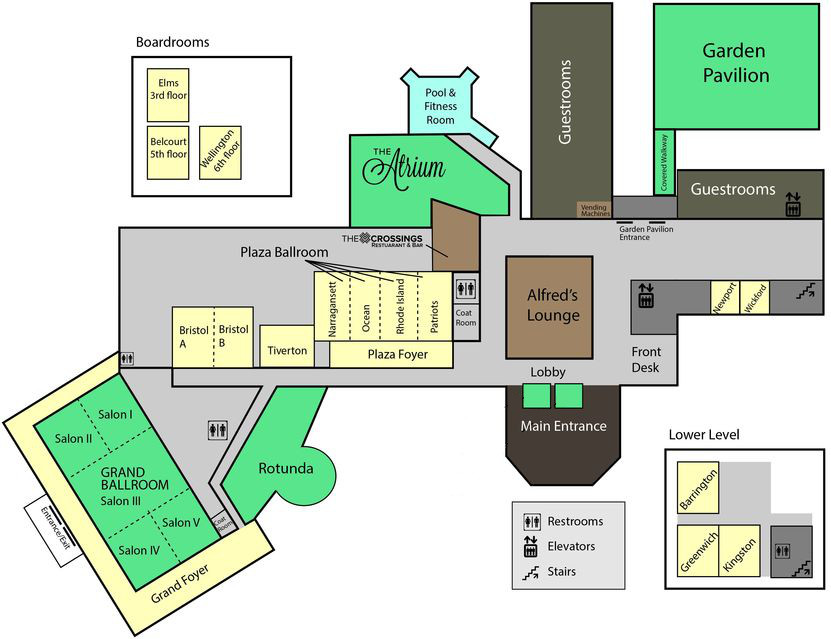 Boardrooms
Elms
3rd floor
Belcourt
5th floor
Wellington
6th floor
Pool &
Fitness
Room
THE
Atrium
Guestrooms
Vending
Machines
Garden
Pavilion
Covered Walkway
Guestrooms
Garden Pavilion
Entrance
THE CROSSINGS
RESTUARANT & BAR
Plaza Ballroom
Narragansett
Ocean
Rhode Island
Patriots
Coat
Room
Plaza Foyer
Bristol
A
Bristol
B
Tiverton
Alfred's
Lounge
Newport
Wickford
Front
Desk
Lobby
Main Entrance
Salon I
Salon II
GRAND
BALLROOM
Salon III
Salon V
Salon IV
Grand Foyer
Entrance/Exit
Coat
Room
Rotunda
Restrooms
Elevators
Stairs
Lower Level
Barrington
Greenwich
Kingston